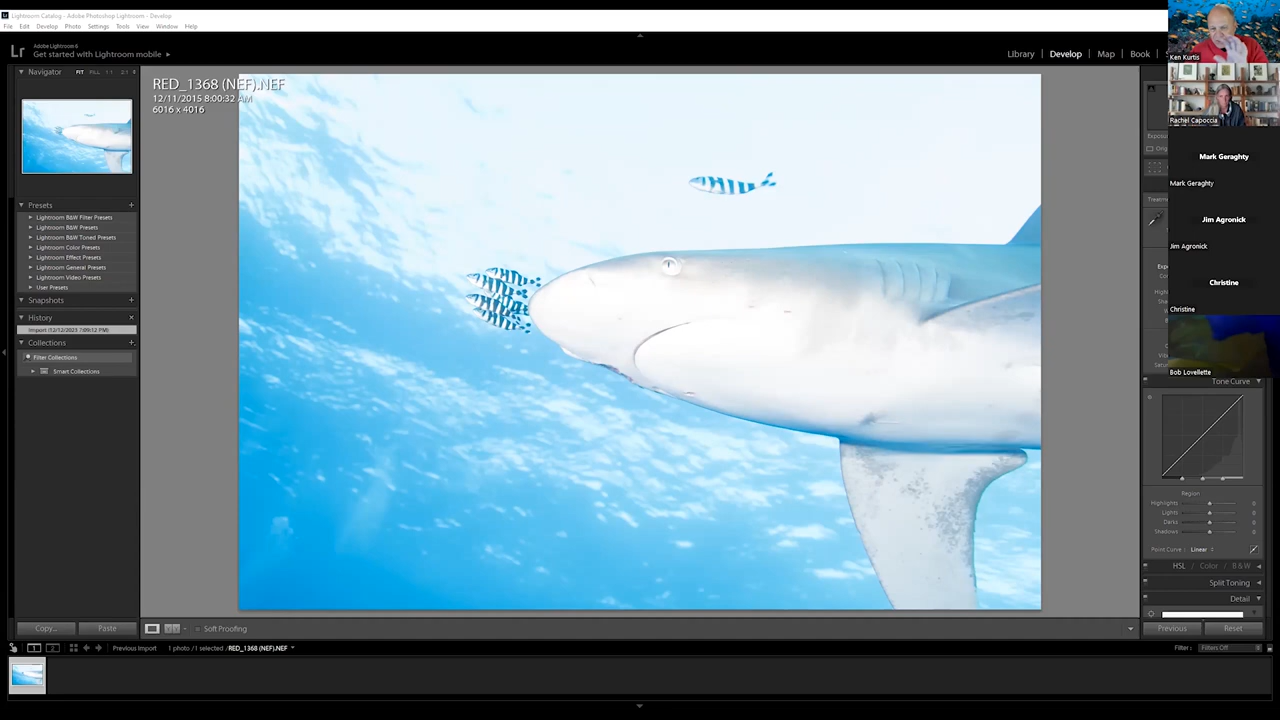 Lightroom Catalog - Adobe Photoshop Lightroom - Develop
File Edit Develop Photo Settings Tools View Window Help
Lr
Adobe Lightroom 6
Get started with Lightroom mobile
Library Develop Map Book
Navigator FIT FILL 1:1 2:1
RED_1368 (NEF).NEF
12/11/2015 8:00:32 AM
6016 x 4016
Ken Kurtis
Rachel Capoccia
Mark Geraghty
Mark Geraghty
Jim Agronick
Jim Agronick
Christine
Christine
Bob Lovellette
Presets
Lightroom B&W Filter Presets
Lightroom B&W Presets
Lightroom B&W Toned Presets
Lightroom Color Presets
Lightroom Effect Presets
Lightroom General Presets
Lightroom Video Presets
User Presets
Snapshots
History
Import (12/12/2023 7:09:12 PM)
Collections
Filter Collections
Smart Collections
Tone Curve
Region
Highlights 0
Lights 0
Darks 0
Shadows 0
Point Curve : Linear
HSL / Color / B & W
Split Toning
Detail
Copy... Paste
Soft Proofing
Previous Reset
1 2 Previous Import 1 photo / 1 selected / RED_1368 (NEF).NEF
Filter : Filters Off